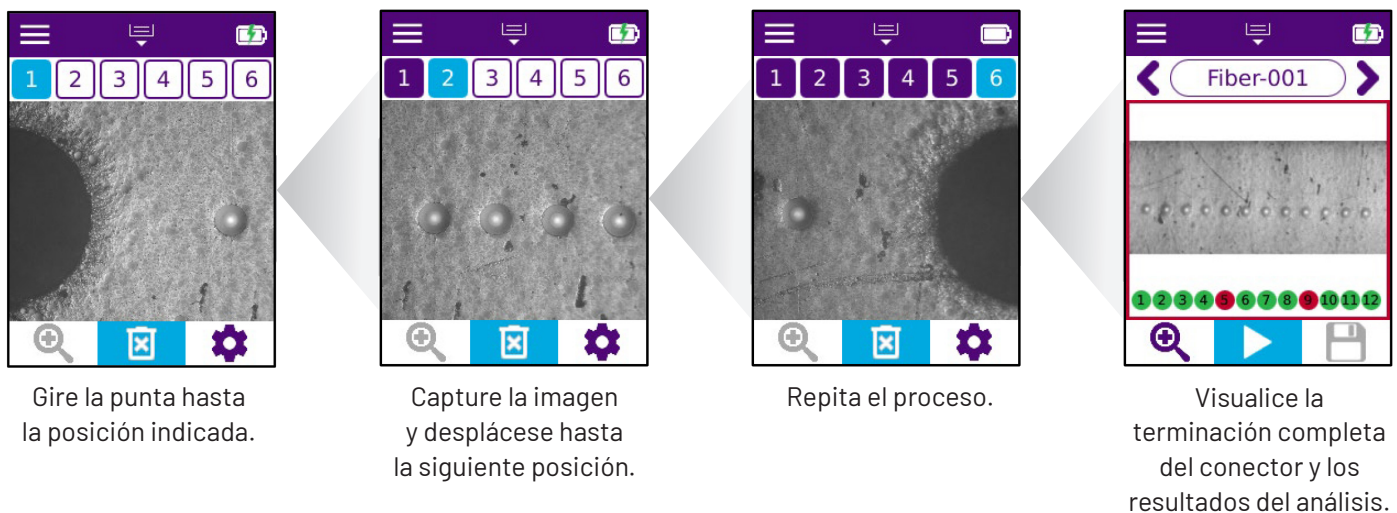 1 2 3 4 5 6
Gire la punta hasta
la posición indicada.
1 2 3 4 5 6
Capture la imagen
y desplácese hasta
la siguiente posición.
1 2 3 4 5 6
Repita el proceso.
Fiber-001
1 2 3 4 5 6 7 8 9 10 11 12
Visualice la
terminación completa
del conector y los
resultados del análisis.